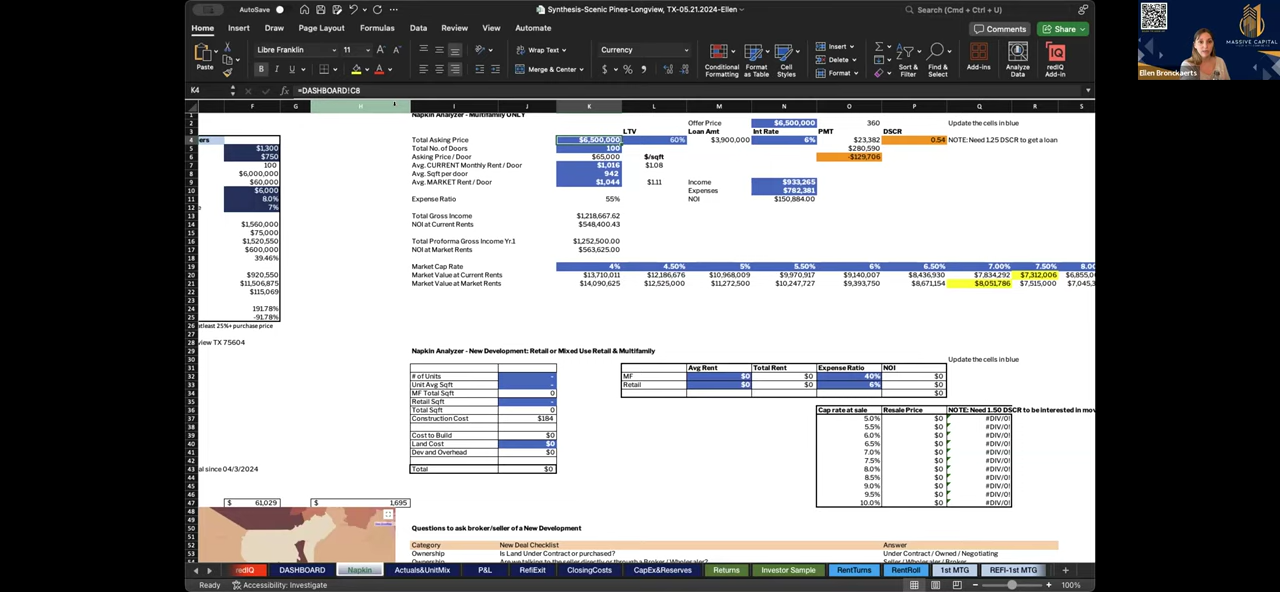 AutoSave
Synthesis-Scenic Pines-Longview, TX-05.21.2024-Ellen
Search (Cmd + Ctrl + U)
Home Insert Draw Page Layout Formulas Data Review View Automate
Comments Share
Paste
Libre Franklin 11
Wrap Text
Merge & Center
Currency
Conditional Formatting
Format as Table
Cell Styles
Insert
Delete
Format
Sort & Filter
Find & Select
Add-ins
Analyze Data
redIQ Add-in
K4 fx =DASHBOARD!C8
F G H I J K L M N O P Q R S
Napkin Analyzer - Multifamily ONLY
Offer Price $6,500,000 360 Update the cells in blue
LTV Loan Amt Int Rate PMT DSCR
ers Total Asking Price $6,500,000 60% $3,900,000 6% $23,382 0.54 NOTE: Need 1.25 DSCR to get a loan
$1,300 Total No. of Doors 100 $280,590
$750 Asking Price / Door $65,000 $/sqft -$129,706
100 Avg. CURRENT Monthly Rent / Door $1,016 $1.08
$6,000,000 Avg. Sqft per door 942
$60,000 Avg. MARKET Rent / Door $1,044 $1.11 Income $933,265
$6,000 Expenses $782,381
8.0% Expense Ratio 55% NOI $150,884.00
7%
Total Gross Income $1,218,667.62
$1,560,000 NOI at Current Rents $548,400.43
$75,000
$1,520,550 Total Proforma Gross Income Yr.1 $1,252,500.00
$600,000 NOI at Market Rents $563,625.00
39.46%
Market Cap Rate 4% 4.50% 5% 5.50% 6% 6.50% 7.00% 7.50% 8.00
$920,550 Market Value at Current Rents $13,710,011 $12,186,676 $10,968,009 $9,970,917 $9,140,007 $8,436,930 $7,834,292 $7,312,006 $6,855,0
$11,506,875 Market Value at Market Rents $14,090,625 $12,525,000 $11,272,500 $10,247,727 $9,393,750 $8,671,154 $8,051,786 $7,515,000 $7,045,3
$115,069
191.78%
-91.78%
atleast 25%+ purchase price
view TX 75604
Napkin Analyzer - New Development: Retail or Mixed Use Retail & Multifamily
Update the cells in blue
Avg Rent Total Rent Expense Ratio NOI
# of Units - MF $0 $0 40% $0
Unit Avg Sqft - Retail $0 $0 6% $0
MF Total Sqft 0 $0
Retail Sqft -
Total Sqft 0 Cap rate at sale Resale Price NOTE: Need 1.50 DSCR to be interested in mov
Construction Cost $184 5.0% $0 #DIV/0!
5.5% $0 #DIV/0!
Cost to Build $0 6.0% $0 #DIV/0!
Land Cost $0 6.5% $0 #DIV/0!
Dev and Overhead $0 7.0% $0 #DIV/0!
7.5% $0 #DIV/0!
al since 04/3/2024 Total $0 8.0% $0 #DIV/0!
8.5% $0 #DIV/0!
9.0% $0 #DIV/0!
9.5% $0 #DIV/0!
$ 61,029 $ 1,695 10.0% $0 #DIV/0!
Questions to ask broker/seller of a New Development
Category New Deal Checklist Answer
Ownership Is Land Under Contract or purchased? Under Contract / Owned / Negotiating
redIQ DASHBOARD Napkin Actuals&UnitMix P&L RefiExit ClosingCosts CapEx&Reserves Returns Investor Sample RentTurns RentRoll 1st MTG REFI-1st MTG
Ready Accessibility: Investigate 100%
MASSIVE CAPITAL
Ellen Bronckaerts